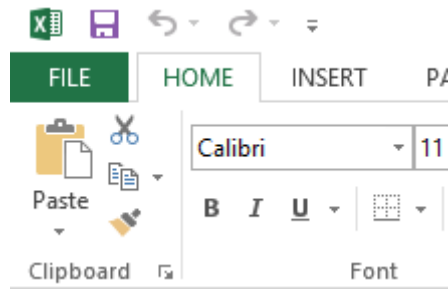 FILE HOME INSERT
Calibri 11
Paste
B I U
Clipboard Font